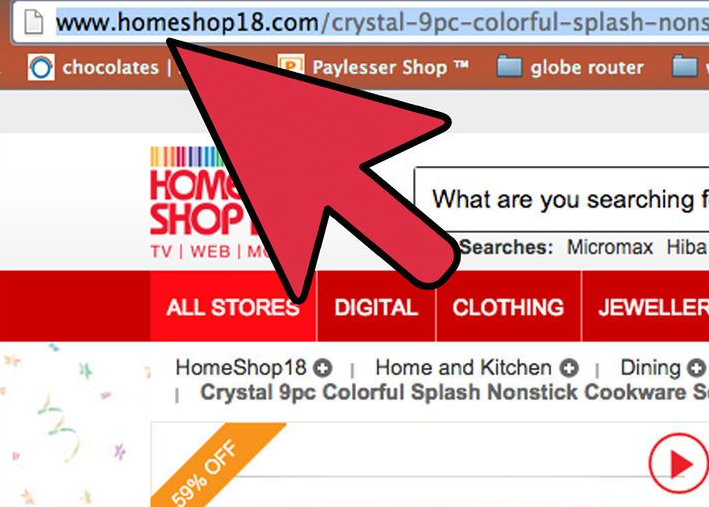 www.homeshop18.com/crystal-9pc-colorful-splash-nons
chocolates |
Paylesser Shop ™
globe router
What are you searching
HOME
SHOP
TV | WEB |
Searches: Micromax Hiba
ALL STORES DIGITAL CLOTHING JEWELLER
HomeShop18 | Home and Kitchen | Dining
| Crystal 9pc Colorful Splash Nonstick Cookware S
59% OFF